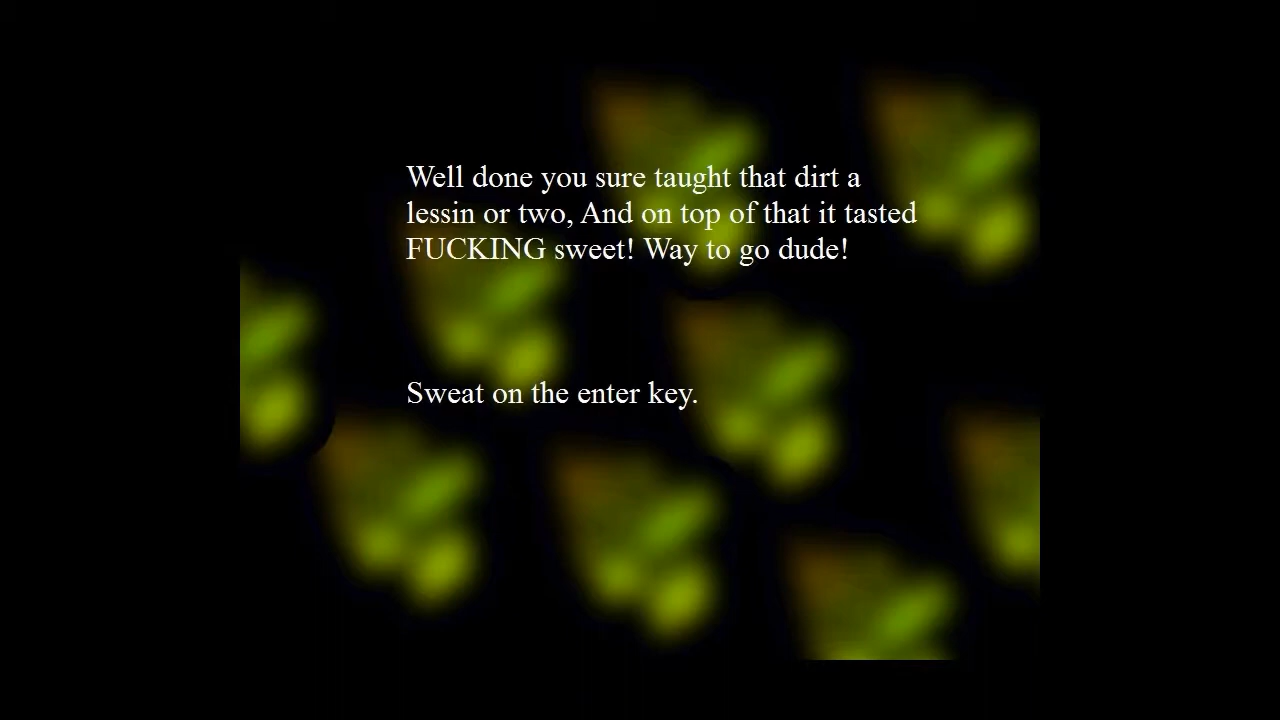 Well done you sure taught that dirt a
lessin or two, And on top of that it tasted
FUCKING sweet! Way to go dude!
Sweat on the enter key.